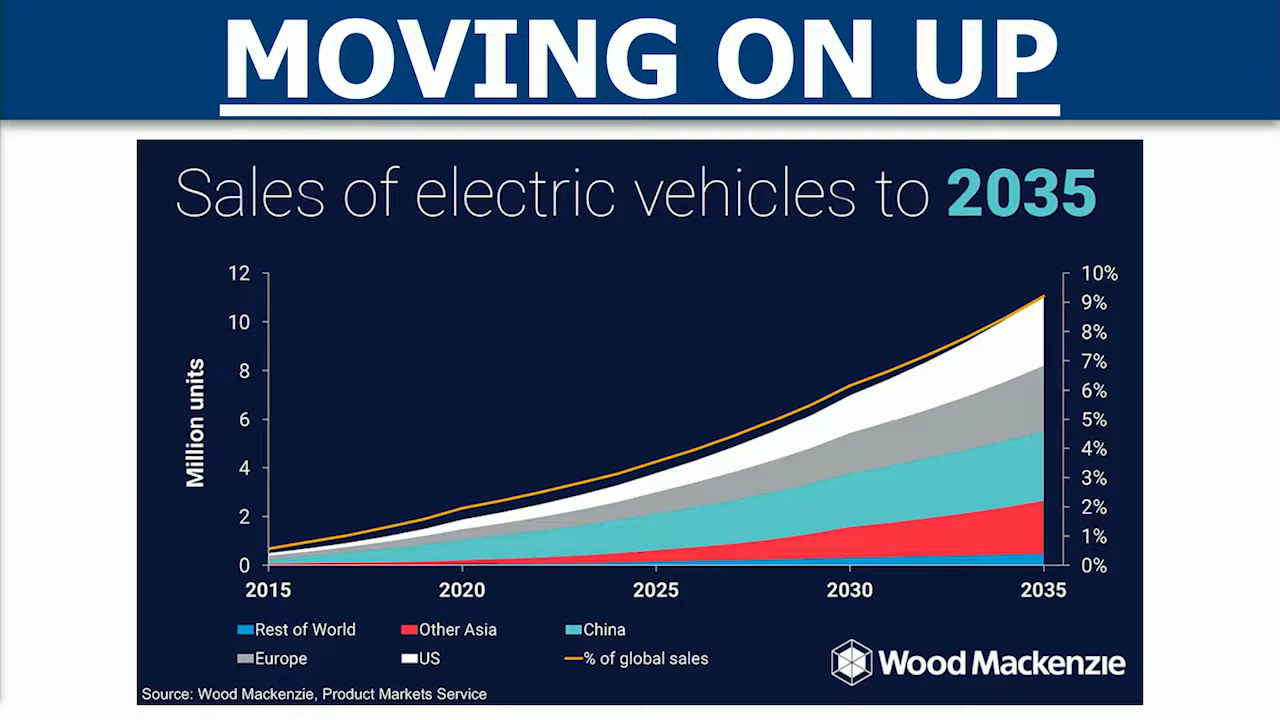 MOVING ON UP
Sales of electric vehicles to 2035
12
10
8
6
4
2
0
Million units
10%
9%
8%
7%
6%
5%
4%
3%
2%
1%
0%
2015 2020 2025 2030 2035
Rest of World Other Asia China
Europe US % of global sales
Wood Mackenzie
Source: Wood Mackenzie, Product Markets Service